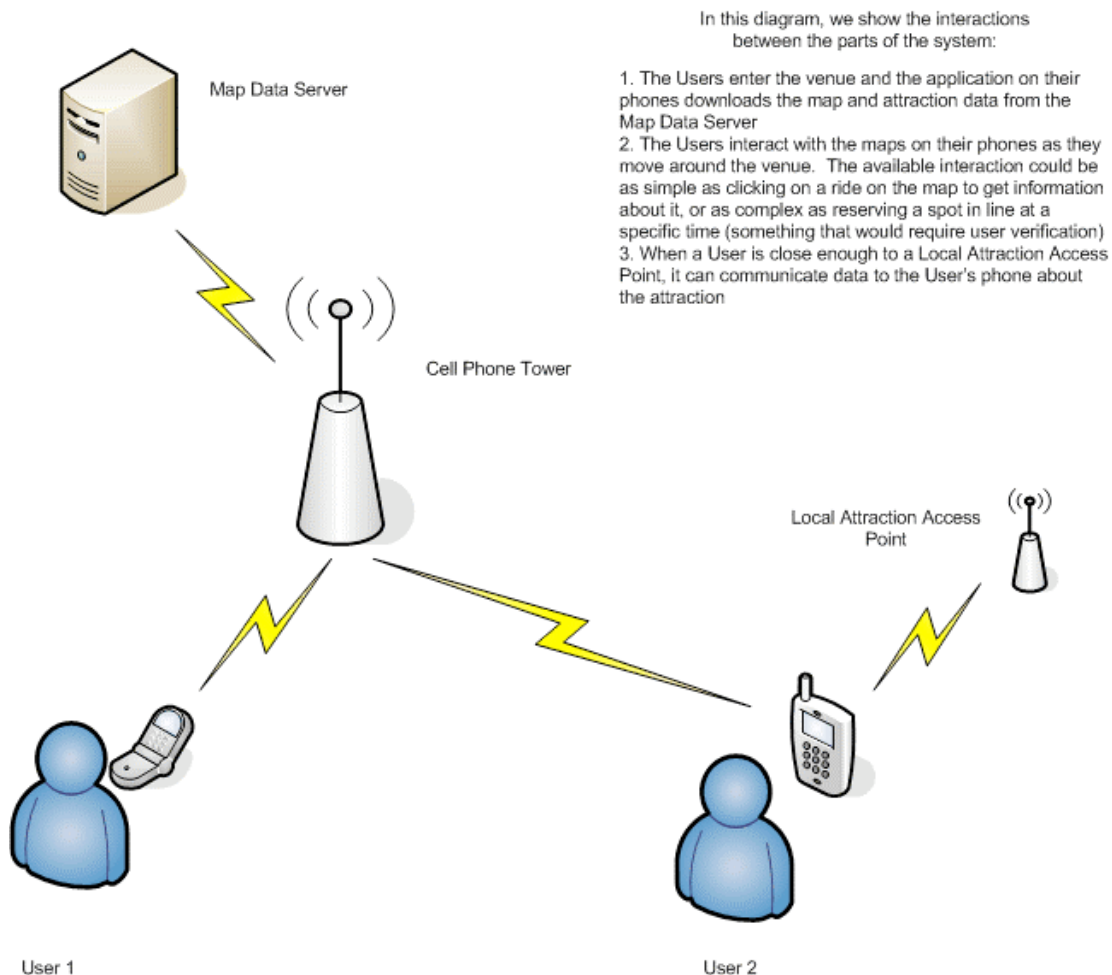 In this diagram, we show the interactions
between the parts of the system:
1. The Users enter the venue and the application on their
phones downloads the map and attraction data from the
Map Data Server
2. The Users interact with the maps on their phones as they
move around the venue.  The available interaction could be
as simple as clicking on a ride on the map to get information
about it, or as complex as reserving a spot in line at a
specific time (something that would require user verification)
3. When a User is close enough to a Local Attraction Access
Point, it can communicate data to the User's phone about
the attraction
Map Data Server
Cell Phone Tower
Local Attraction Access
Point
User 1
User 2